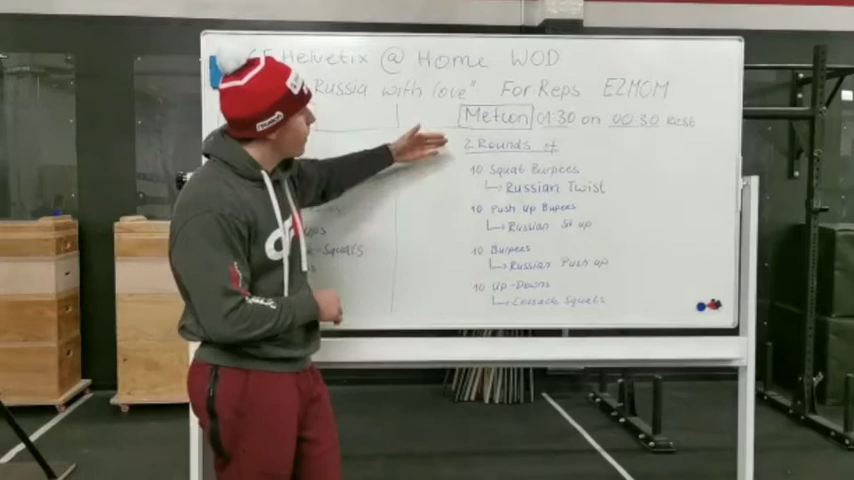 CF Helvetix @ Home WOD
Russia with love" For Reps E2MOM
Metcon 01:30 on 00:30 Rest
2 Rounds of
10 Squat Burpees
Russian Twist
10 Push Up Bupees
Russian Sit up
10 Burpees
Russian Push up
10 Up-Downs
Cossack Squats